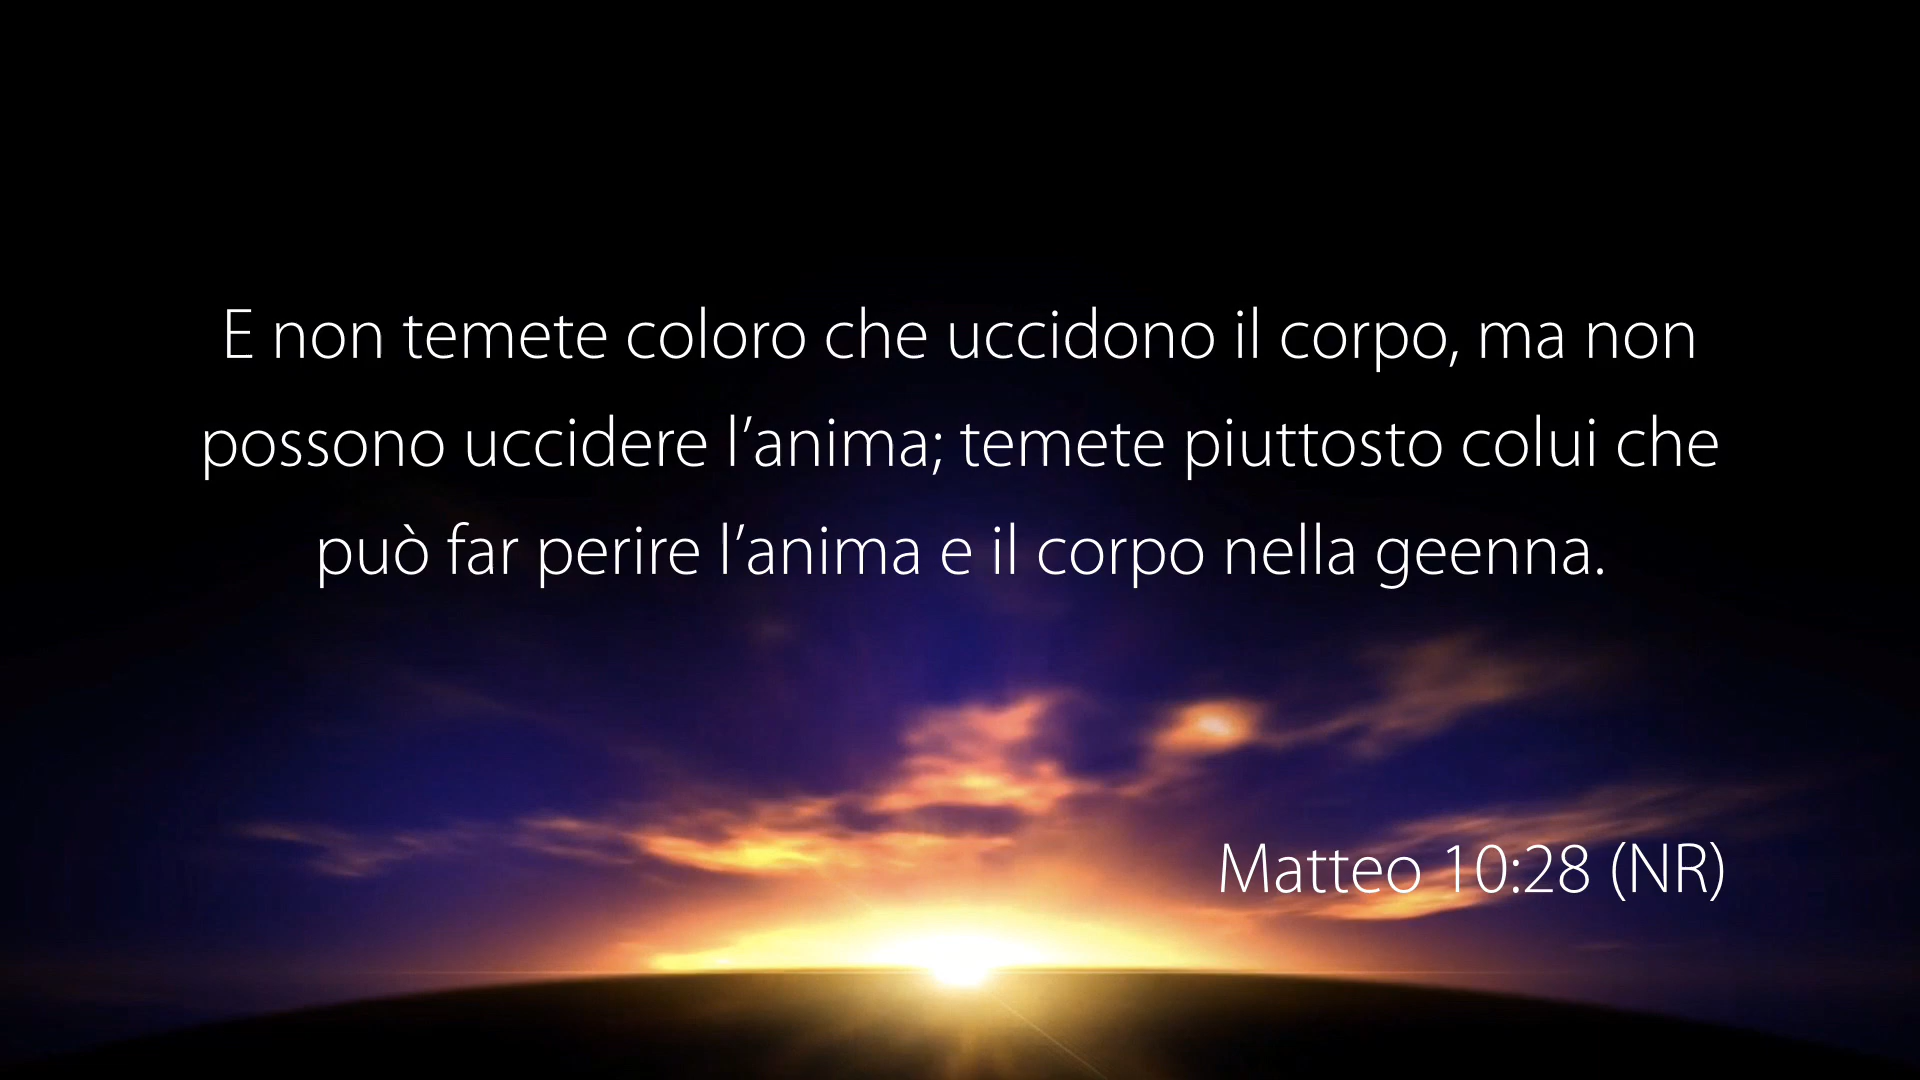 E non temete coloro che uccidono il corpo, ma non
possono uccidere l’anima; temete piuttosto colui che
può far perire l’anima e il corpo nella geenna.
Matteo 10:28 (NR)